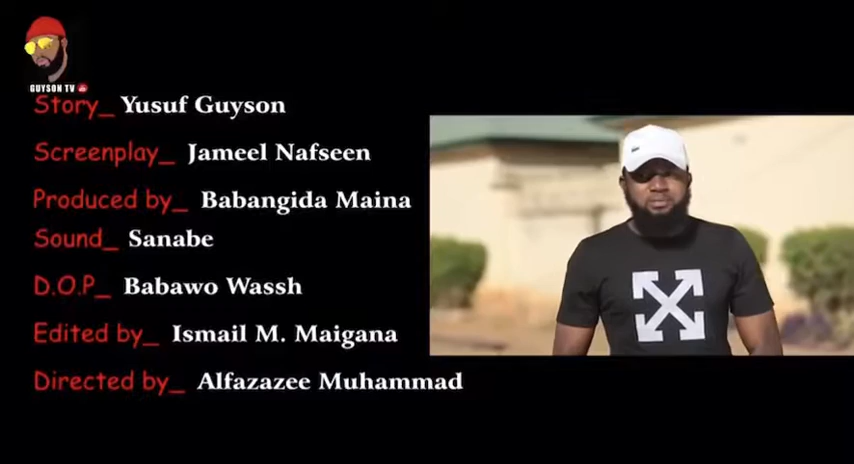 GUYSON TV
Story_ Yusuf Guyson
Screenplay_ Jameel Nafseen
Produced by_ Babangida Maina
Sound_ Sanabe
D.O.P_ Babawo Wassh
Edited by_ Ismail M. Maigana
Directed by_ Alfazazee Muhammad